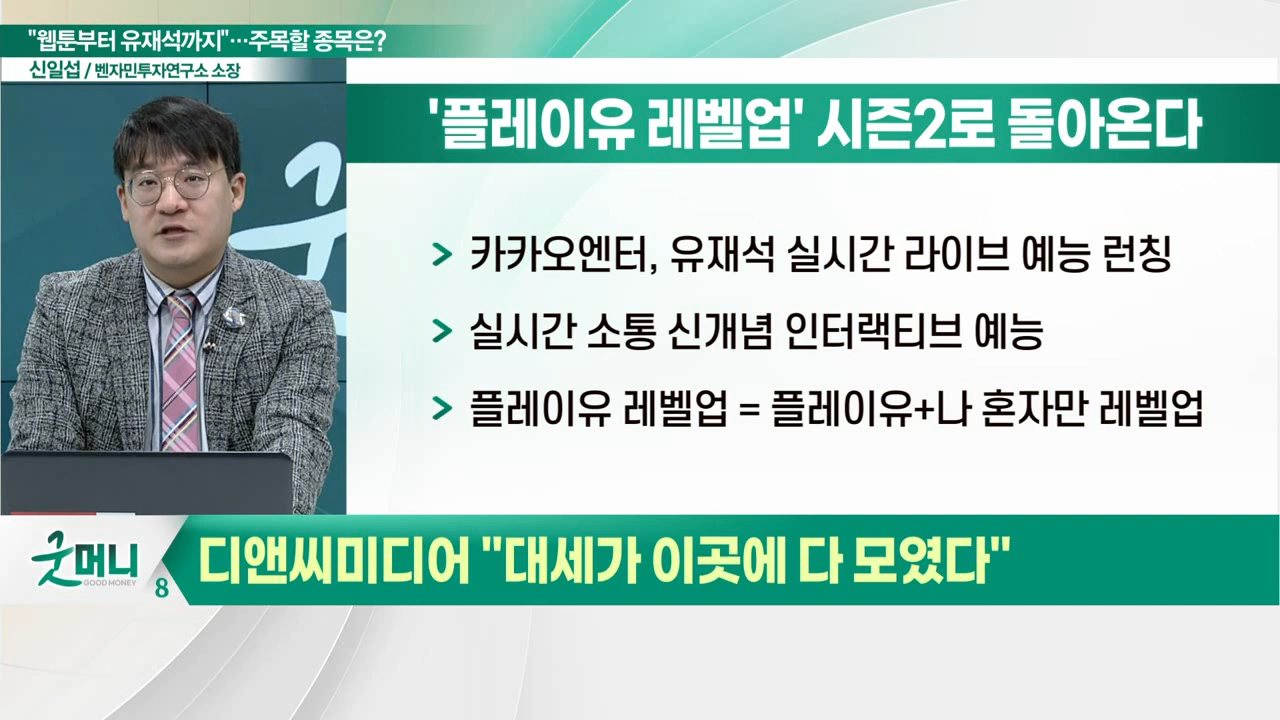 "웹툰부터 유재석까지"…주목할 종목은?
신일섭 / 벤자민투자연구소 소장
'플레이유 레벨업' 시즌2로 돌아온다
> 카카오엔터, 유재석 실시간 라이브 예능 런칭
> 실시간 소통 신개념 인터랙티브 예능
> 플레이유 레벨업 = 플레이유+나 혼자만 레벨업
굿머니
GOOD MONEY
8
디앤씨미디어 "대세가 이곳에 다 모였다"